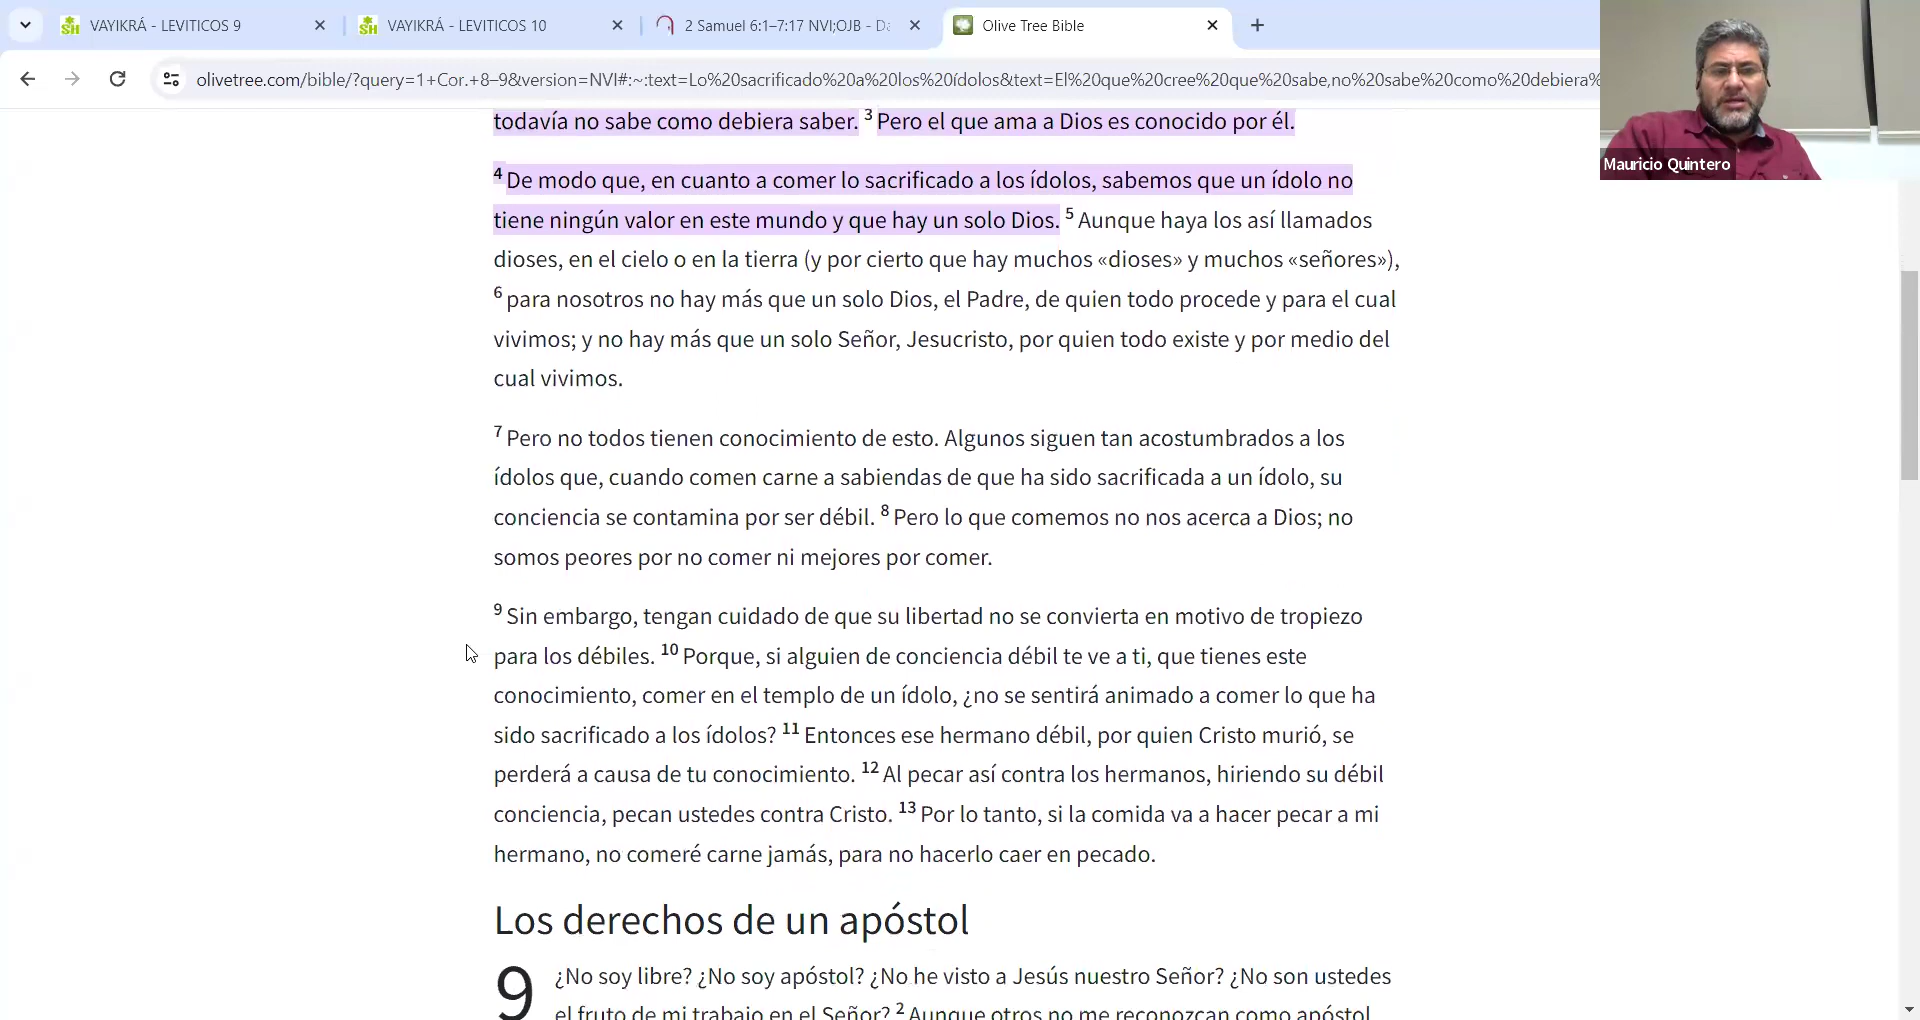 VAYIKRÁ - LEVITICOS 9
VAYIKRÁ - LEVITICOS 10
2 Samuel 6:1–7:17 NVI;OJB - Da
Olive Tree Bible
olivetree.com/bible/?query=1+Cor.+8–9&version=NVI#:~:text=Lo%20sacrificado%20a%20los%20ídolos&text=El%20que%20cree%20que%20sabe,no%20sabe%20como%20debiera%
Mauricio Quintero
todavía no sabe como debiera saber. 3 Pero el que ama a Dios es conocido por él.
4 De modo que, en cuanto a comer lo sacrificado a los ídolos, sabemos que un ídolo no
tiene ningún valor en este mundo y que hay un solo Dios. 5 Aunque haya los así llamados
dioses, en el cielo o en la tierra (y por cierto que hay muchos «dioses» y muchos «señores»),
6 para nosotros no hay más que un solo Dios, el Padre, de quien todo procede y para el cual
vivimos; y no hay más que un solo Señor, Jesucristo, por quien todo existe y por medio del
cual vivimos.
7 Pero no todos tienen conocimiento de esto. Algunos siguen tan acostumbrados a los
ídolos que, cuando comen carne a sabiendas de que ha sido sacrificada a un ídolo, su
conciencia se contamina por ser débil. 8 Pero lo que comemos no nos acerca a Dios; no
somos peores por no comer ni mejores por comer.
9 Sin embargo, tengan cuidado de que su libertad no se convierta en motivo de tropiezo
para los débiles. 10 Porque, si alguien de conciencia débil te ve a ti, que tienes este
conocimiento, comer en el templo de un ídolo, ¿no se sentirá animado a comer lo que ha
sido sacrificado a los ídolos? 11 Entonces ese hermano débil, por quien Cristo murió, se
perderá a causa de tu conocimiento. 12 Al pecar así contra los hermanos, hiriendo su débil
conciencia, pecan ustedes contra Cristo. 13 Por lo tanto, si la comida va a hacer pecar a mi
hermano, no comeré carne jamás, para no hacerlo caer en pecado.
Los derechos de un apóstol
9 ¿No soy libre? ¿No soy apóstol? ¿No he visto a Jesús nuestro Señor? ¿No son ustedes
el fruto de mi trabajo en el Señor? 2 Aunque otros no me reconozcan como apóstol,